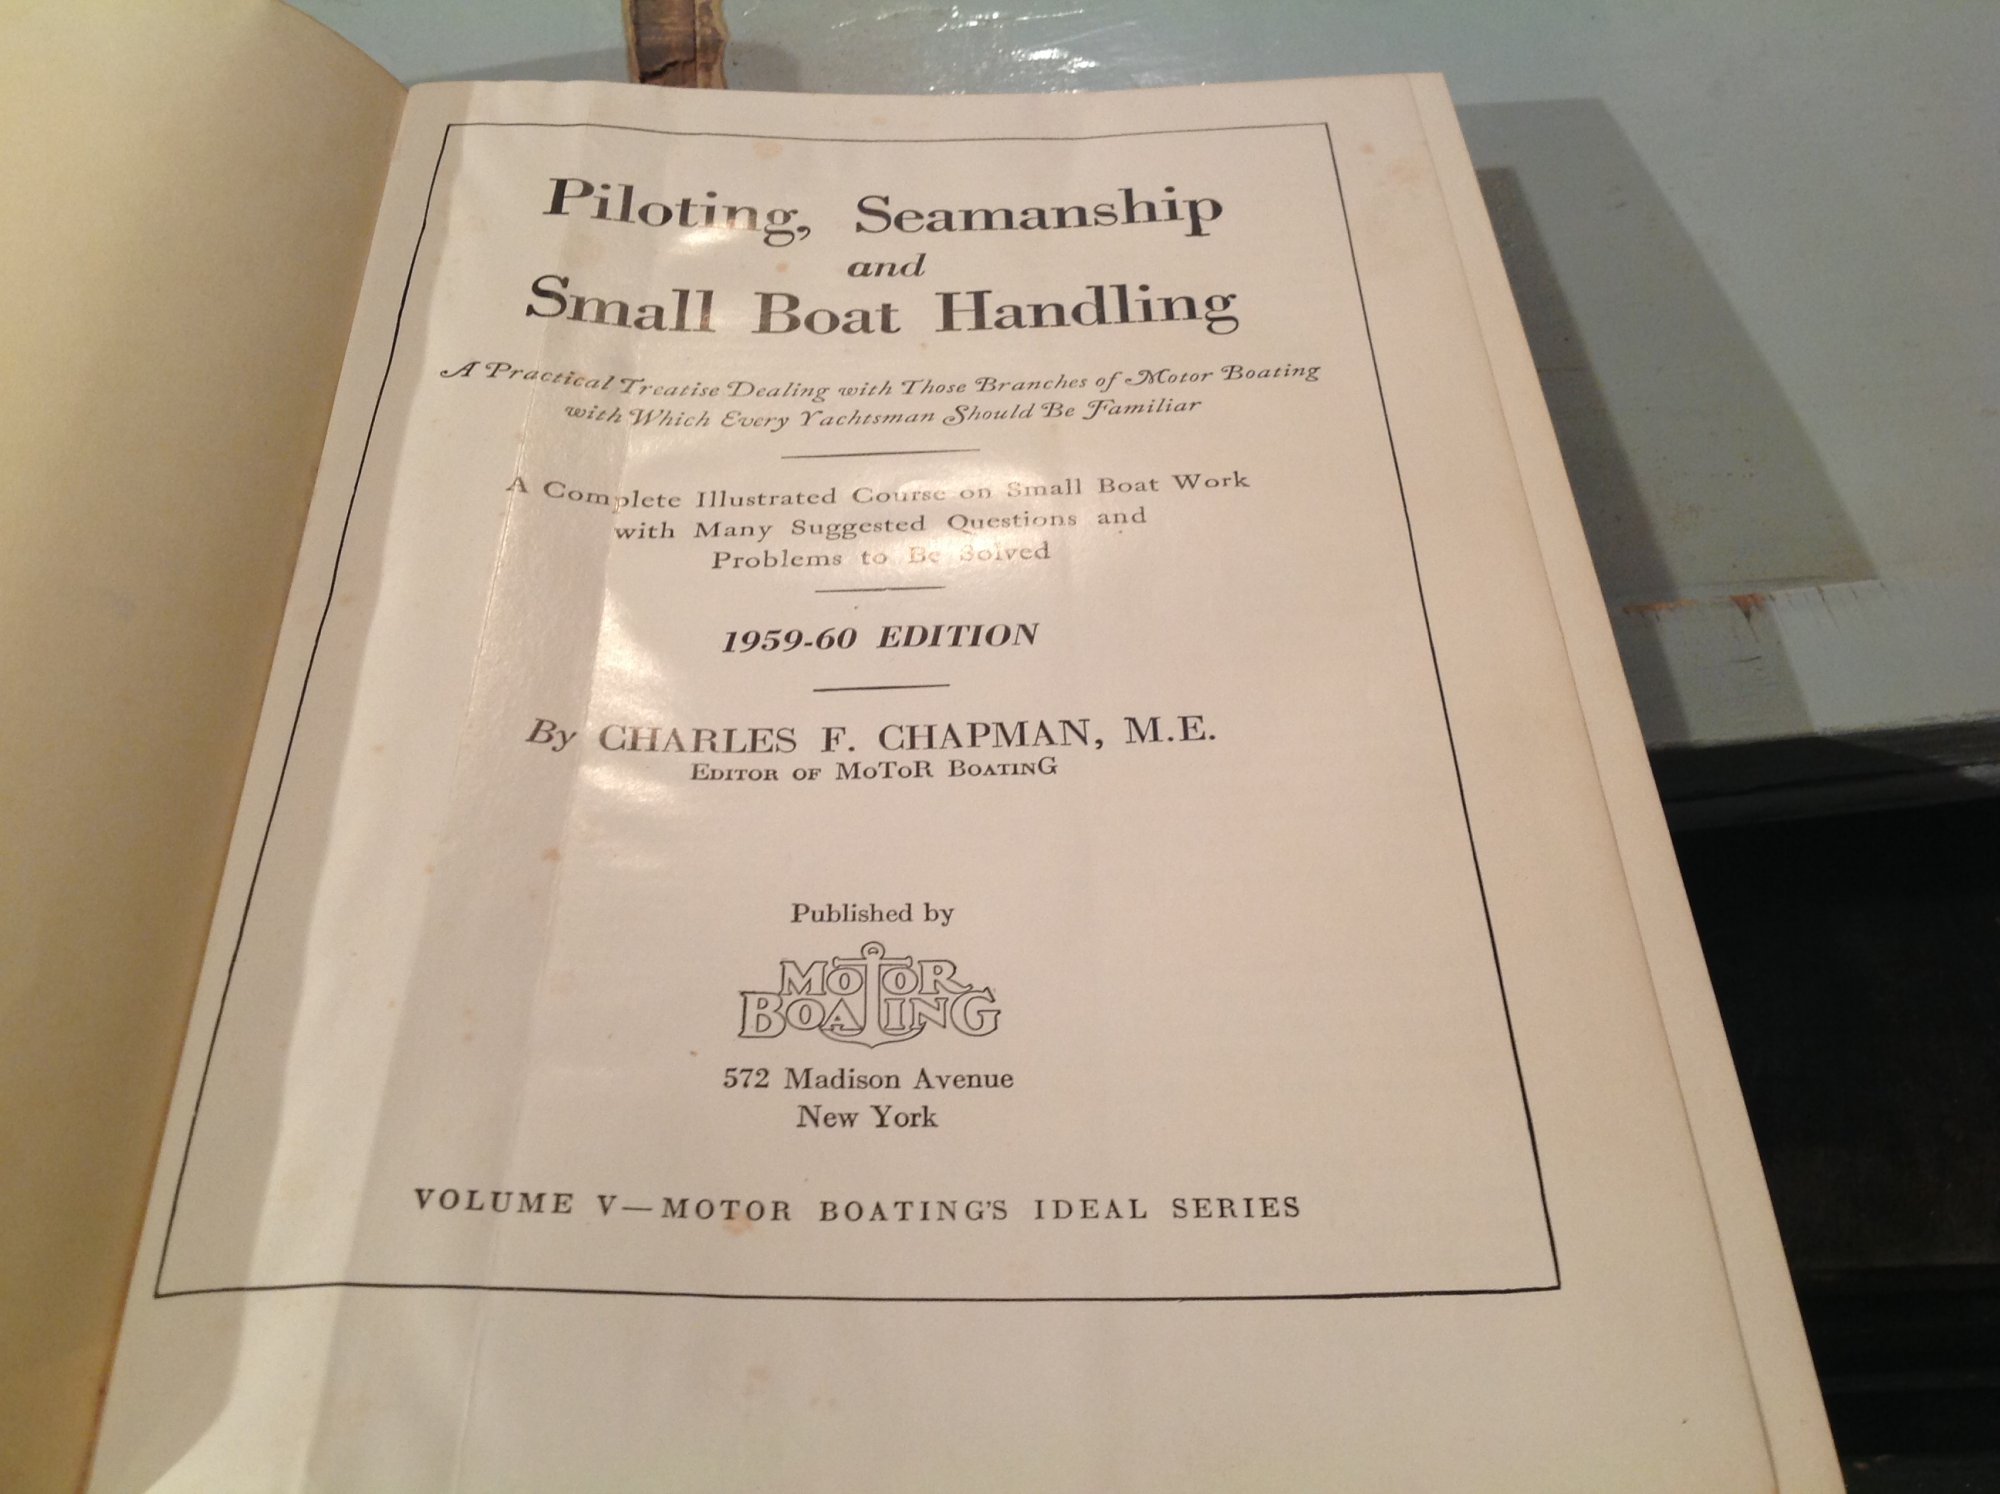 Piloting, Seamanship
and
Small Boat Handling
A Practical Treatise Dealing with Those Branches of Motor Boating
with Which Every Yachtsman Should Be Familiar
A Complete Illustrated Course on Small Boat Work
with Many Suggested Questions and
Problems to Be Solved
1959-60 EDITION
By CHARLES F. CHAPMAN, M.E.
EDITOR OF MoToR BOATING
Published by
MOTOR
BOATING
572 Madison Avenue
New York
VOLUME V—MOTOR BOATING'S IDEAL SERIES